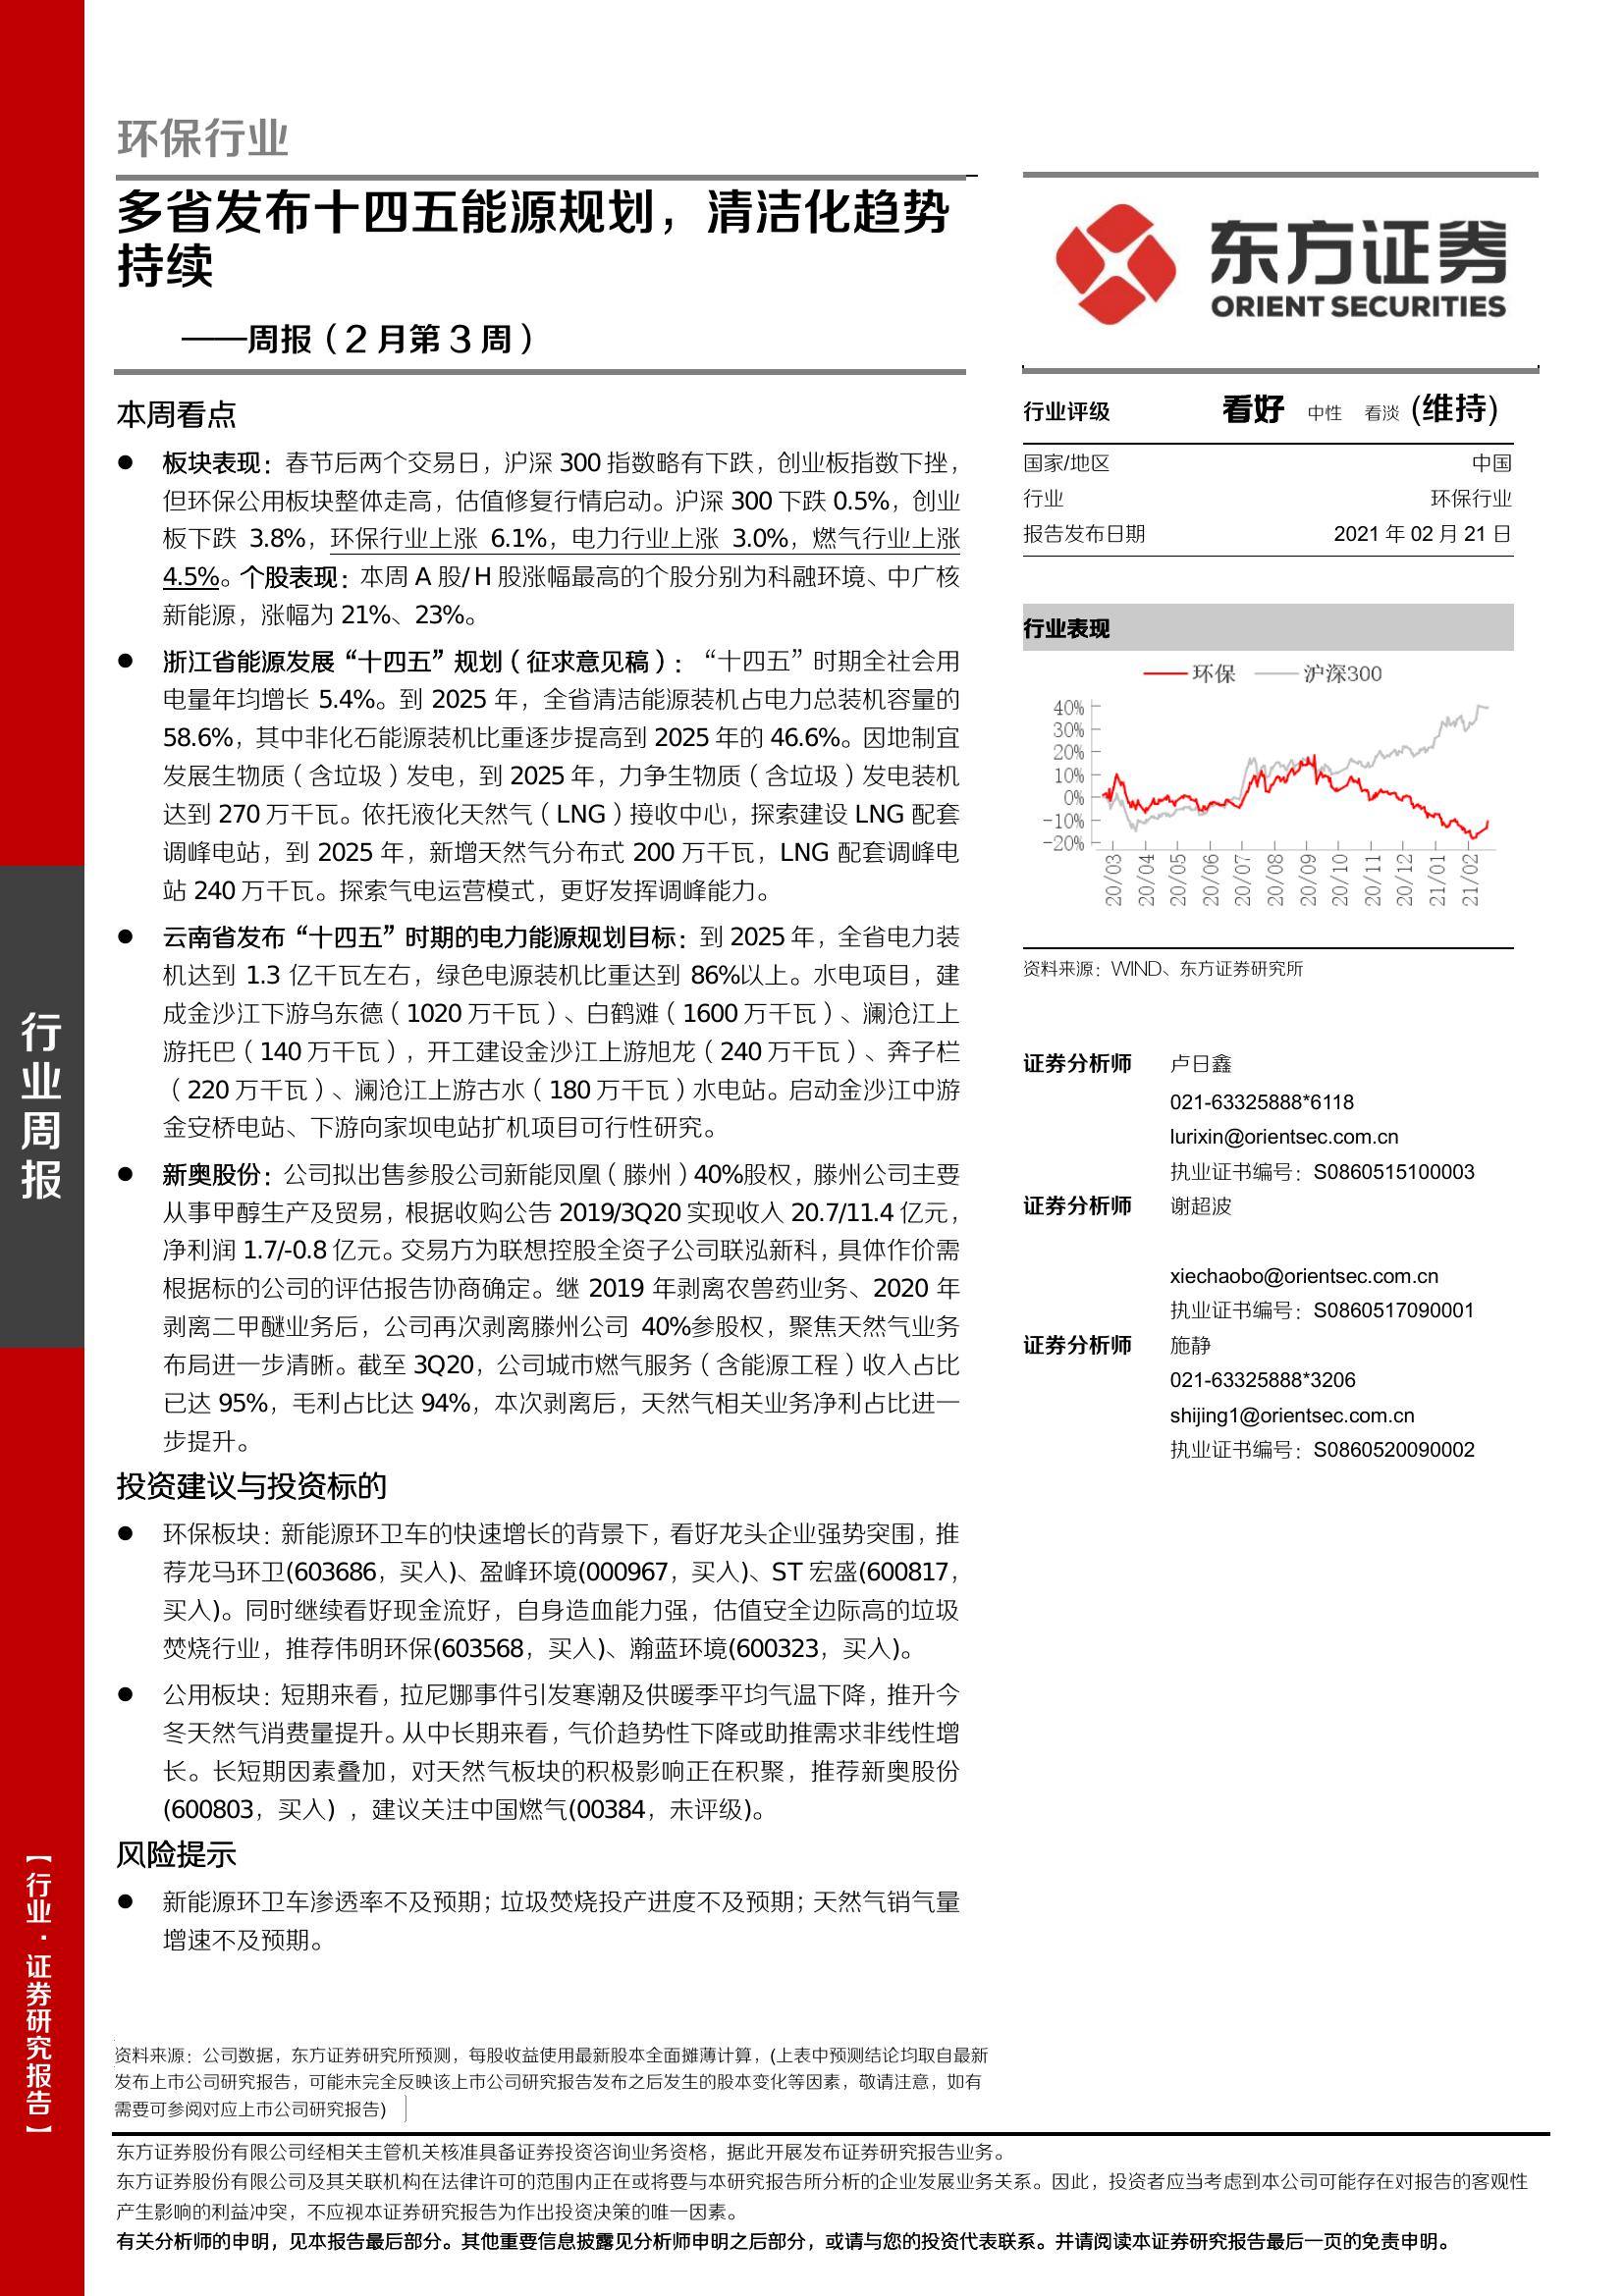 环保行业
多省发布十四五能源规划，清洁化趋势
持续
——周报（2 月第 3 周）
东方证券
ORIENT SECURITIES
本周看点
● 板块表现：春节后两个交易日，沪深 300 指数略有下跌，创业板指数下挫，
但环保公用板块整体走高，估值修复行情启动。沪深 300 下跌 0.5%，创业
板下跌 3.8%，环保行业上涨 6.1%，电力行业上涨 3.0%，燃气行业上涨
4.5%。个股表现：本周 A 股/ H 股涨幅最高的个股分别为科融环境、中广核
新能源，涨幅为 21%、23%。
● 浙江省能源发展“十四五”规划（征求意见稿）：“十四五”时期全社会用
电量年均增长 5.4%。到 2025 年，全省清洁能源装机占电力总装机容量的
58.6%，其中非化石能源装机比重逐步提高到 2025 年的 46.6%。因地制宜
发展生物质（含垃圾）发电，到 2025 年，力争生物质（含垃圾）发电装机
达到 270 万千瓦。依托液化天然气（LNG）接收中心，探索建设 LNG 配套
调峰电站，到 2025 年，新增天然气分布式 200 万千瓦，LNG 配套调峰电
站 240 万千瓦。探索气电运营模式，更好发挥调峰能力。
● 云南省发布“十四五”时期的电力能源规划目标：到 2025 年，全省电力装
机达到 1.3 亿千瓦左右，绿色电源装机比重达到 86%以上。水电项目，建
成金沙江下游乌东德（1020 万千瓦）、白鹤滩（1600 万千瓦）、澜沧江上
游托巴（140 万千瓦），开工建设金沙江上游旭龙（240 万千瓦）、奔子栏
（220 万千瓦）、澜沧江上游古水（180 万千瓦）水电站。启动金沙江中游
金安桥电站、下游向家坝电站扩机项目可行性研究。
● 新奥股份：公司拟出售参股公司新能凤凰（滕州）40%股权，滕州公司主要
从事甲醇生产及贸易，根据收购公告 2019/3Q20 实现收入 20.7/11.4 亿元，
净利润 1.7/-0.8 亿元。交易方为联想控股全资子公司联泓新科，具体作价需
根据标的公司的评估报告协商确定。继 2019 年剥离农兽药业务、2020 年
剥离二甲醚业务后，公司再次剥离滕州公司 40%参股权，聚焦天然气业务
布局进一步清晰。截至 3Q20，公司城市燃气服务（含能源工程）收入占比
已达 95%，毛利占比达 94%，本次剥离后，天然气相关业务净利占比进一
步提升。
投资建议与投资标的
● 环保板块：新能源环卫车的快速增长的背景下，看好龙头企业强势突围，推
荐龙马环卫(603686，买入)、盈峰环境(000967，买入)、ST 宏盛(600817，
买入)。同时继续看好现金流好，自身造血能力强，估值安全边际高的垃圾
焚烧行业，推荐伟明环保(603568，买入)、瀚蓝环境(600323，买入)。
● 公用板块：短期来看，拉尼娜事件引发寒潮及供暖季平均气温下降，推升今
冬天然气消费量提升。从中长期来看，气价趋势性下降或助推需求非线性增
长。长短期因素叠加，对天然气板块的积极影响正在积聚，推荐新奥股份
(600803，买入) ，建议关注中国燃气(00384，未评级)。
风险提示
● 新能源环卫车渗透率不及预期；垃圾焚烧投产进度不及预期；天然气销气量
增速不及预期。
行业评级 看好 中性 看淡 (维持)
国家/地区 中国
行业 环保行业
报告发布日期 2021 年 02 月 21 日
行业表现
环保 沪深300
40%
30%
20%
10%
0%
-10%
-20%
20/03 20/04 20/05 20/06 20/07 20/08 20/09 20/10 20/11 20/12 21/01 21/02
资料来源：WIND、东方证券研究所
证券分析师 卢日鑫
021-63325888*6118
lurixin@orientsec.com.cn
执业证书编号：S0860515100003
证券分析师 谢超波
xiechaobo@orientsec.com.cn
执业证书编号：S0860517090001
证券分析师 施静
021-63325888*3206
shijing1@orientsec.com.cn
执业证书编号：S0860520090002
行业周报
【行业·证券研究报告】
资料来源：公司数据，东方证券研究所预测，每股收益使用最新股本全面摊薄计算，(上表中预测结论均取自最新
发布上市公司研究报告，可能未完全反映该上市公司研究报告发布之后发生的股本变化等因素，敬请注意，如有
需要可参阅对应上市公司研究报告)
东方证券股份有限公司经相关主管机关核准具备证券投资咨询业务资格，据此开展发布证券研究报告业务。
东方证券股份有限公司及其关联机构在法律许可的范围内正在或将要与本研究报告所分析的企业发展业务关系。因此，投资者应当考虑到本公司可能存在对报告的客观性
产生影响的利益冲突，不应视本证券研究报告为作出投资决策的唯一因素。
有关分析师的申明，见本报告最后部分。其他重要信息披露见分析师申明之后部分，或请与您的投资代表联系。并请阅读本证券研究报告最后一页的免责申明。